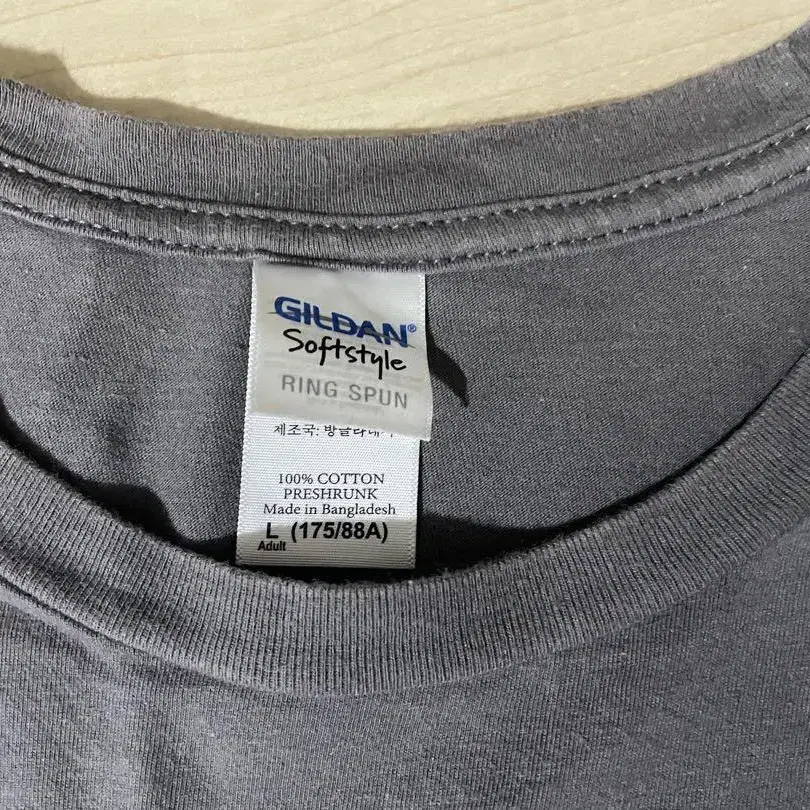 GILDAN®
Softstyle
RING SPUN
제조국: 방글라데시
100% COTTON
PRESHRUNK
Made in Bangladesh
L (175/88A)
Adult